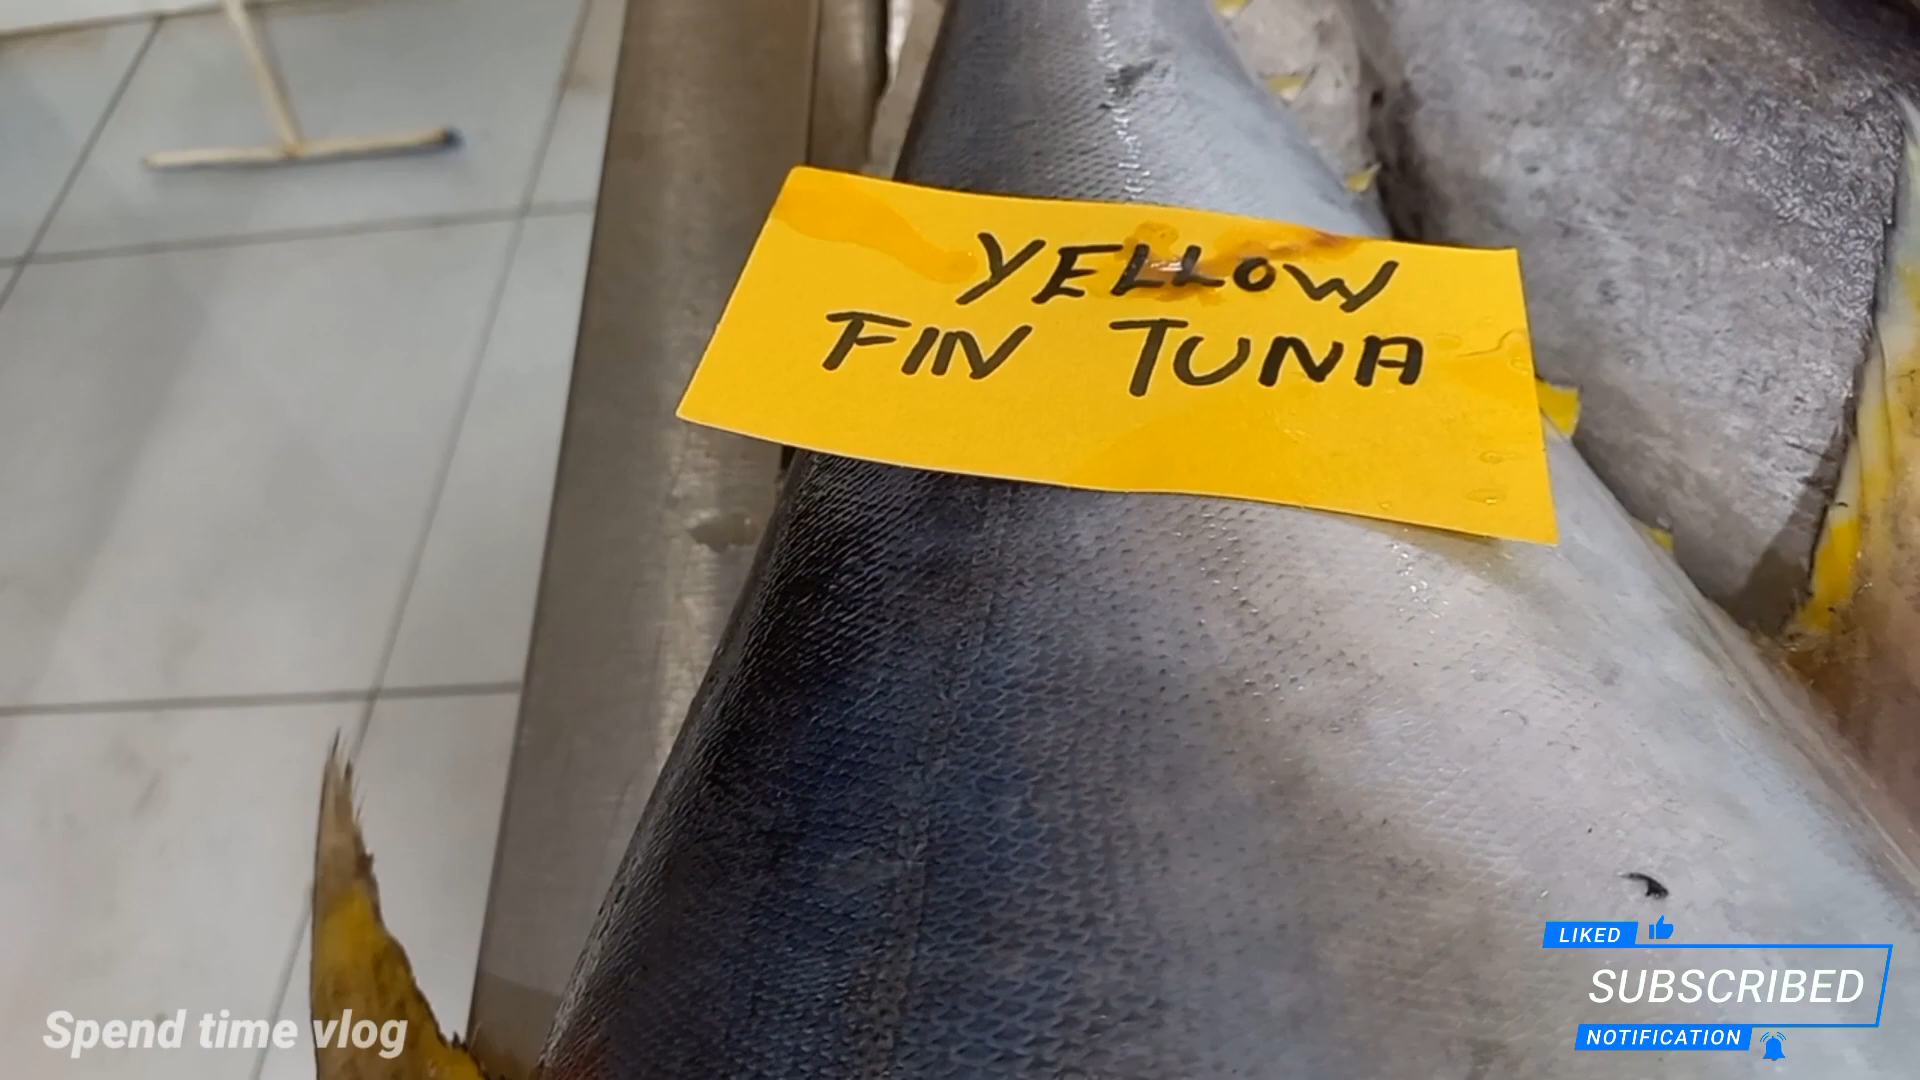 YELLOW
FIN TUNA
LIKED
SUBSCRIBED
NOTIFICATION
Spend time vlog